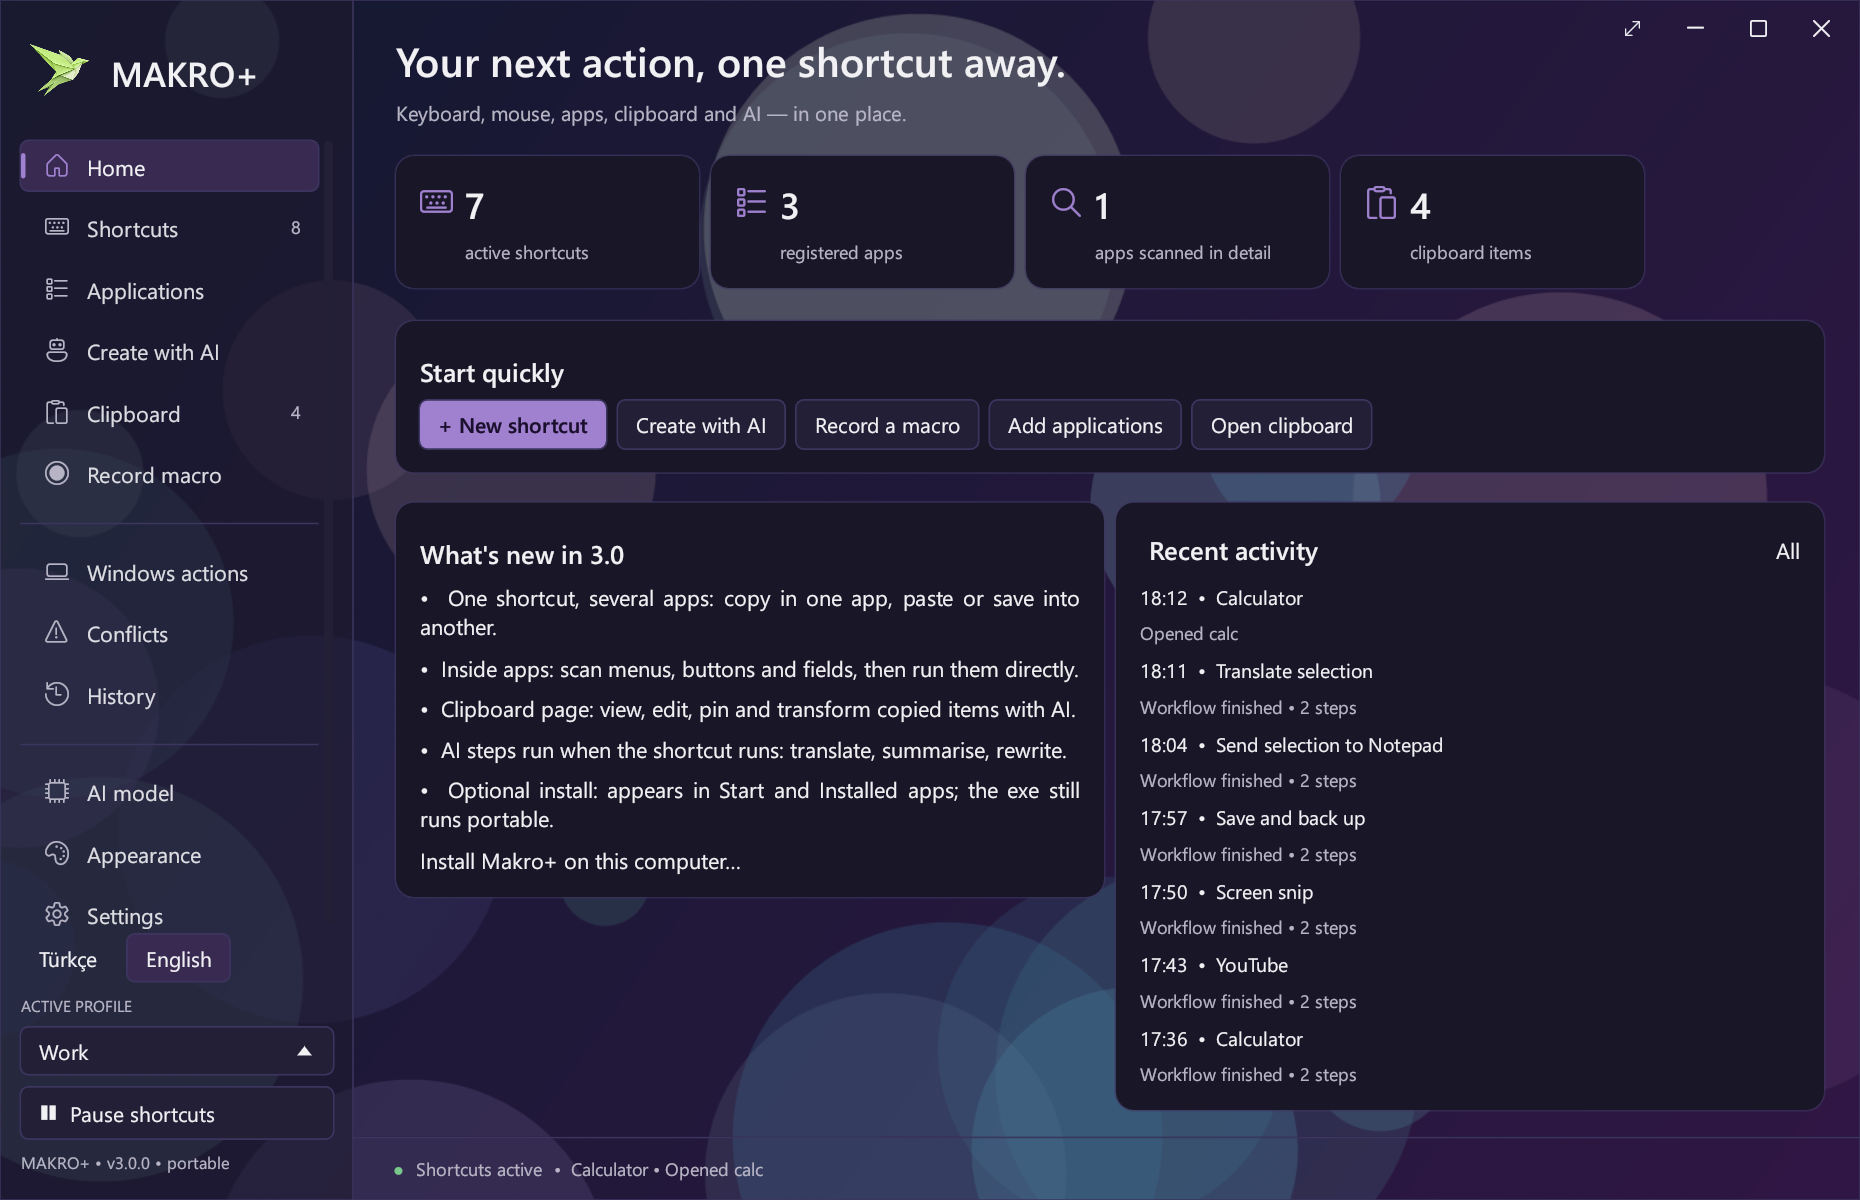 MAKRO+
Home
Shortcuts 8
Applications
Create with AI
Clipboard 4
Record macro
Windows actions
Conflicts
History
AI model
Appearance
Settings
Türkçe English
ACTIVE PROFILE
Work
Pause shortcuts
MAKRO+ • v3.0.0 • portable
Your next action, one shortcut away.
Keyboard, mouse, apps, clipboard and AI — in one place.
7
active shortcuts
3
registered apps
1
apps scanned in detail
4
clipboard items
Start quickly
+ New shortcut
Create with AI
Record a macro
Add applications
Open clipboard
What's new in 3.0
• One shortcut, several apps: copy in one app, paste or save into
another.
• Inside apps: scan menus, buttons and fields, then run them directly.
• Clipboard page: view, edit, pin and transform copied items with AI.
• AI steps run when the shortcut runs: translate, summarise, rewrite.
• Optional install: appears in Start and Installed apps; the exe still
runs portable.
Install Makro+ on this computer...
Recent activity All
18:12 • Calculator
Opened calc
18:11 • Translate selection
Workflow finished • 2 steps
18:04 • Send selection to Notepad
Workflow finished • 2 steps
17:57 • Save and back up
Workflow finished • 2 steps
17:50 • Screen snip
Workflow finished • 2 steps
17:43 • YouTube
Workflow finished • 2 steps
17:36 • Calculator
Workflow finished • 2 steps
Shortcuts active • Calculator • Opened calc